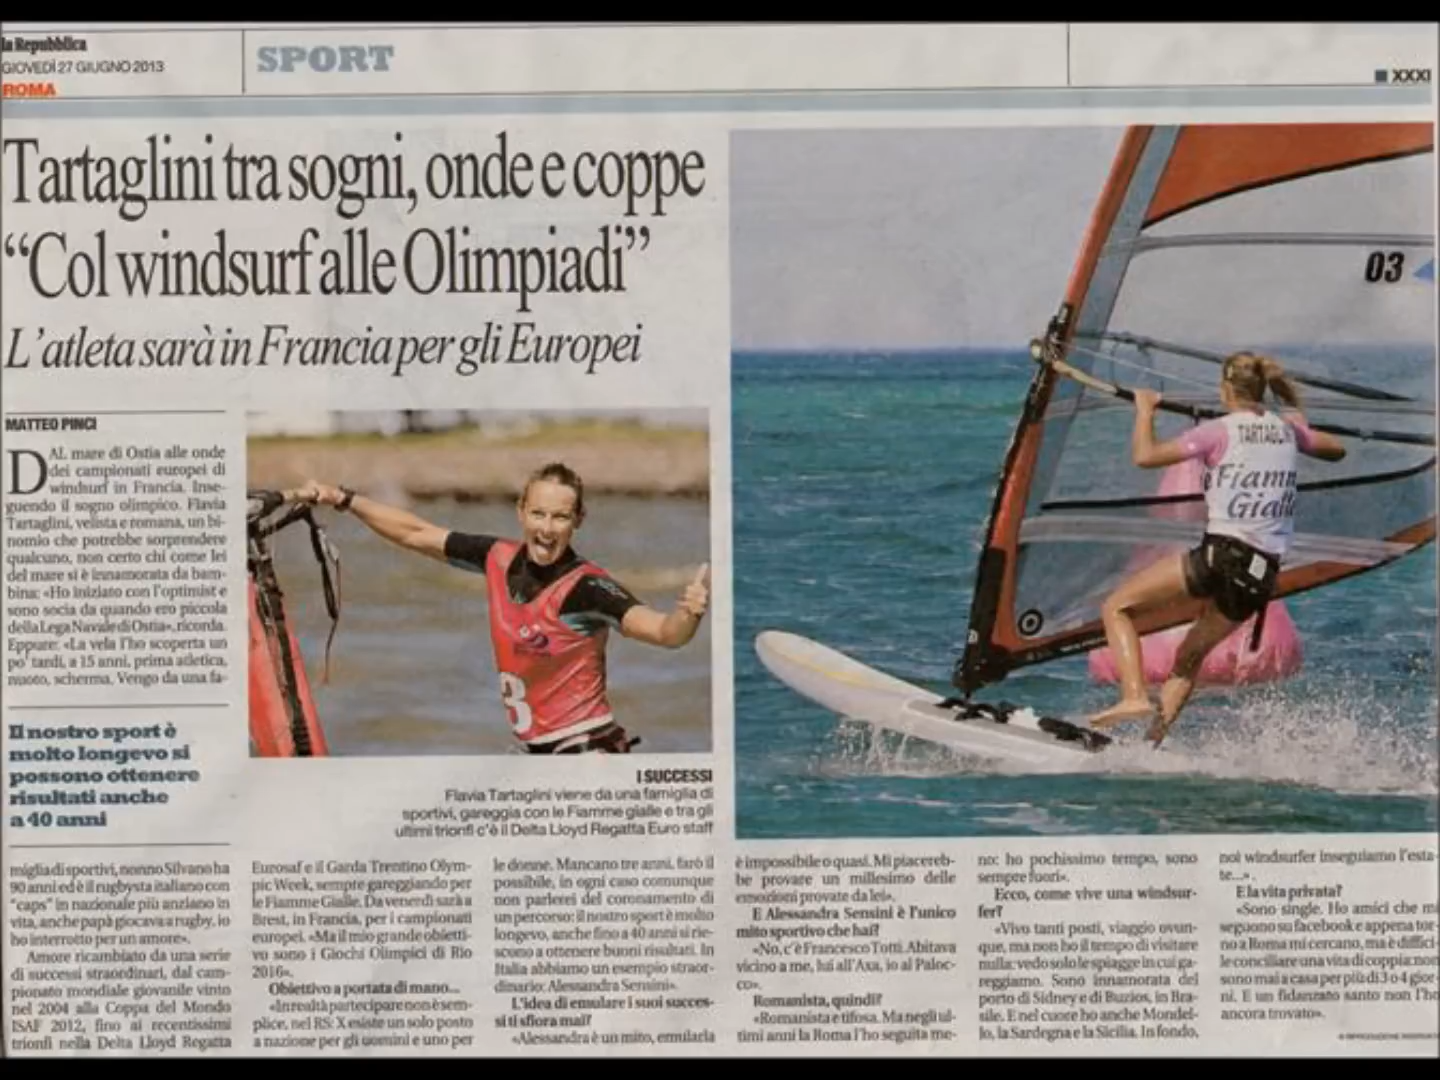 la Repubblica
GIOVEDÌ 27 GIUGNO 2013
ROMA
SPORT
XXXI
Tartaglini tra sogni, onde e coppe
“Col windsurf alle Olimpiadi”
L’atleta sarà in Francia per gli Europei
MATTEO PINCI
DAL mare di Ostia alle onde
dei campionati europei di
windsurf in Francia. Inse-
guendo il sogno olimpico. Flavia
Tartaglini, velista e romana, un bi-
nomio che potrebbe sorprendere
qualcuno, non certo chi come lei
del mare si è innamorata da bam-
bina: «Ho iniziato con l’optimist e
sono socia da quando ero piccola
della Lega Navale di Ostia», ricorda.
Eppure: «La vela l’ho scoperta un
po’ tardi, a 15 anni, prima atletica,
nuoto, scherma. Vengo da una fa-
Il nostro sport è
molto longevo si
possono ottenere
risultati anche
a 40 anni
miglia di sportivi, nonno Silvano ha
90 anni ed è il rugbysta italiano con
“caps” in nazionale più anziano in
vita, anche papà giocava a rugby, io
ho interrotto per un amore».
Amore ricambiato da una serie
di successi straordinari, dal cam-
pionato mondiale giovanile vinto
nel 2004 alla Coppa del Mondo
ISAF 2012, fino ai recentissimi
trionfi nella Delta Lloyd Regatta
I SUCCESSI
Flavia Tartaglini viene da una famiglia di
sportivi, gareggia con le Fiamme gialle e tra gli
ultimi trionfi c’è il Delta Lloyd Regatta Euro staff
Eurosaf e il Garda Trentino Olym-
pic Week, sempre gareggiando per
le Fiamme Gialle. Da venerdì sarà a
Brest, in Francia, per i campionati
europei. «Ma il mio grande obietti-
vo sono i Giochi Olimpici di Rio
2016».
Obiettivo a portata di mano...
«In realtà partecipare non è sem-
plice, nel RS: X esiste un solo posto
a nazione per gli uomini e uno per
le donne. Mancano tre anni, farò il
possibile, in ogni caso comunque
non parlerei del coronamento di
un percorso: il nostro sport è molto
longevo, anche fino a 40 anni si rie-
scono a ottenere buoni risultati. In
Italia abbiamo un esempio straor-
dinario: Alessandra Sensini».
L’idea di emulare i suoi succes-
si ti sfiora mai?
«Alessandra è un mito, emularla
è impossibile o quasi. Mi piacereb-
be provare un millesimo delle
emozioni provate da lei».
E Alessandra Sensini è l’unico
mito sportivo che hai?
«No, c’è Francesco Totti. Abitava
vicino a me, lui all’Axa, io al Paloc-
co».
Romanista, quindi?
«Romanista e tifosa. Ma negli ul-
timi anni la Roma l’ho seguita me-
no: ho pochissimo tempo, sono
sempre fuori».
Ecco, come vive una windsur-
fer?
«Vivo tanti posti, viaggio ovun-
que, ma non ho il tempo di visitare
nulla: vedo solo le spiagge in cui ga-
reggiamo. Sono innamorata del
porto di Sidney e di Buzios, in Bra-
sile. E nel cuore ho anche Mondel-
lo, la Sardegna e la Sicilia. In fondo,
noi windsurfer inseguiamo l’esta-
te...».
E la vita privata?
«Sono single. Ho amici che mi
seguono su facebook e appena tor-
no a Roma mi cercano, ma è diffici-
le conciliare una vita di coppia: non
sono mai a casa per più di 3 o 4 gior-
ni. E un fidanzato santo non l’ho
ancora trovato».
03
TARTAGLINI
Fiamm
Gialle
3